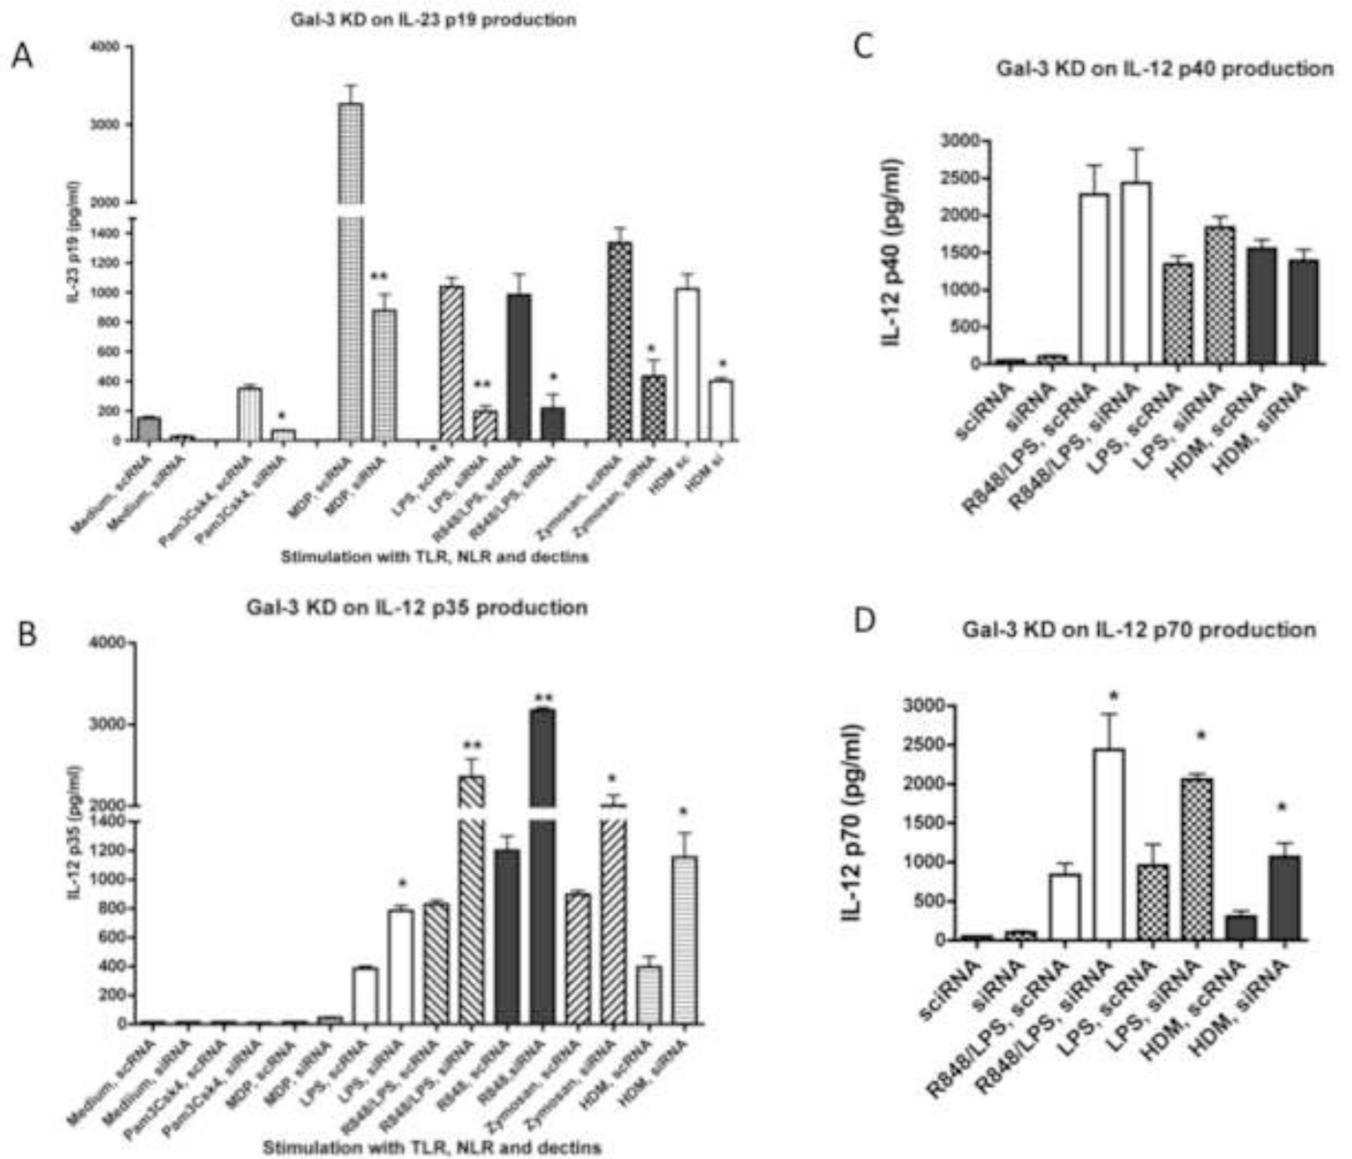 A
Gal-3 KD on IL-23 p19 production
IL-23 p19 (pg/ml)
4000
3000
2000
1400
1200
1000
800
600
400
200
0
**
*
**
*
*
*
*
Medium, scRNA
Medium, siRNA
Pam3Csk4, scRNA
Pam3Csk4, siRNA
MDP, scRNA
MDP, siRNA
LPS, scRNA
LPS, siRNA
R848/LPS, scRNA
R848/LPS, siRNA
Zymosan, scRNA
Zymosan, siRNA
HDM sc
HDM si
Stimulation with TLR, NLR and dectins
B
Gal-3 KD on IL-12 p35 production
IL-12 p35 (pg/ml)
4000
3000
2000
1400
1200
1000
800
600
400
200
0
*
**
**
*
*
Medium, scRNA
Medium, siRNA
Pam3Csk4, scRNA
Pam3Csk4, siRNA
MDP, scRNA
MDP, siRNA
LPS, scRNA
LPS, siRNA
R848/LPS, scRNA
R848/LPS, siRNA
R848, scRNA
R848,siRNA
Zymosan, scRNA
Zymosan, siRNA
HDM, scRNA
HDM, siRNA
Stimulation with TLR, NLR and dectins
C
Gal-3 KD on IL-12 p40 production
IL-12 p40 (pg/ml)
3000
2500
2000
1500
1000
500
0
sciRNA
siRNA
R848/LPS, scRNA
R848/LPS, siRNA
LPS, scRNA
LPS, siRNA
HDM, scRNA
HDM, siRNA
D
Gal-3 KD on IL-12 p70 production
IL-12 p70 (pg/ml)
3000
2500
2000
1500
1000
500
0
*
*
*
sciRNA
siRNA
R848/LPS, scRNA
R848/LPS, siRNA
LPS, scRNA
LPS, siRNA
HDM, scRNA
HDM, siRNA